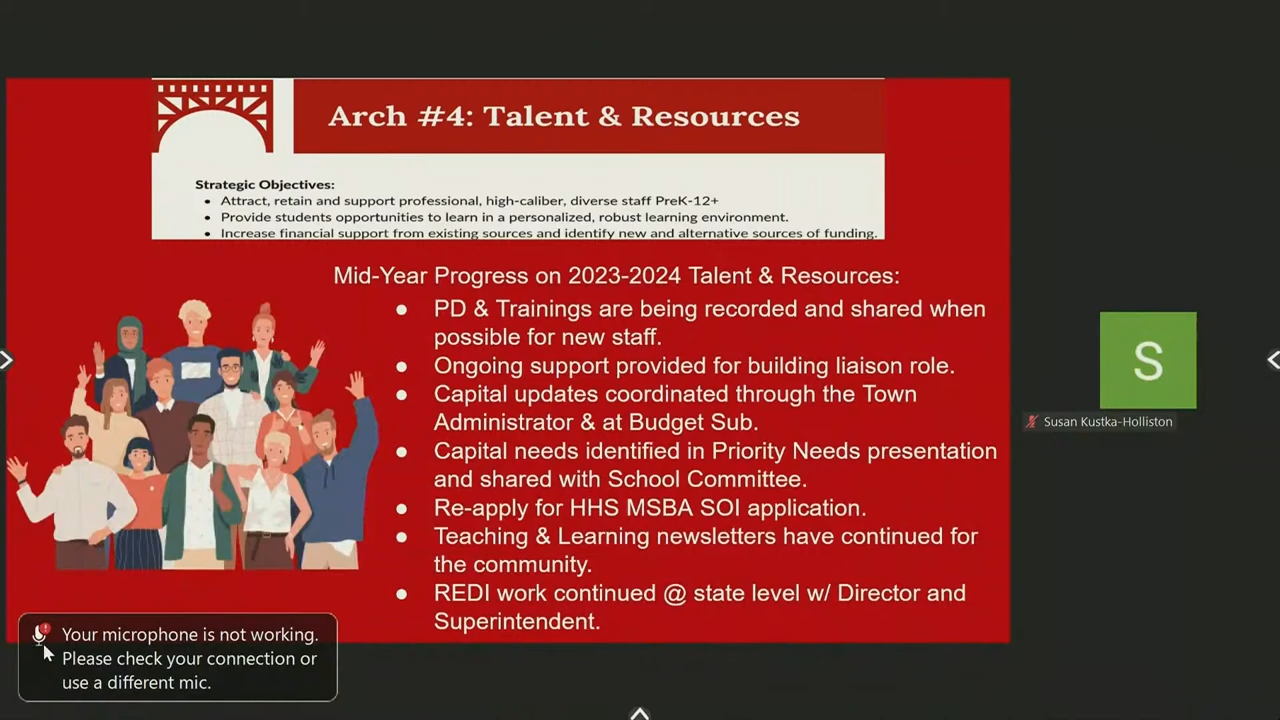 Arch #4: Talent & Resources
Strategic Objectives:
• Attract, retain and support professional, high-caliber, diverse staff PreK-12+
• Provide students opportunities to learn in a personalized, robust learning environment.
• Increase financial support from existing sources and identify new and alternative sources of funding.
Mid-Year Progress on 2023-2024 Talent & Resources:
● PD & Trainings are being recorded and shared when
possible for new staff.
● Ongoing support provided for building liaison role.
● Capital updates coordinated through the Town
Administrator & at Budget Sub.
● Capital needs identified in Priority Needs presentation
and shared with School Committee.
● Re-apply for HHS MSBA SOI application.
● Teaching & Learning newsletters have continued for
the community.
● REDI work continued @ state level w/ Director and
Superintendent.
S
Susan Kustka-Holliston
Your microphone is not working.
Please check your connection or
use a different mic.